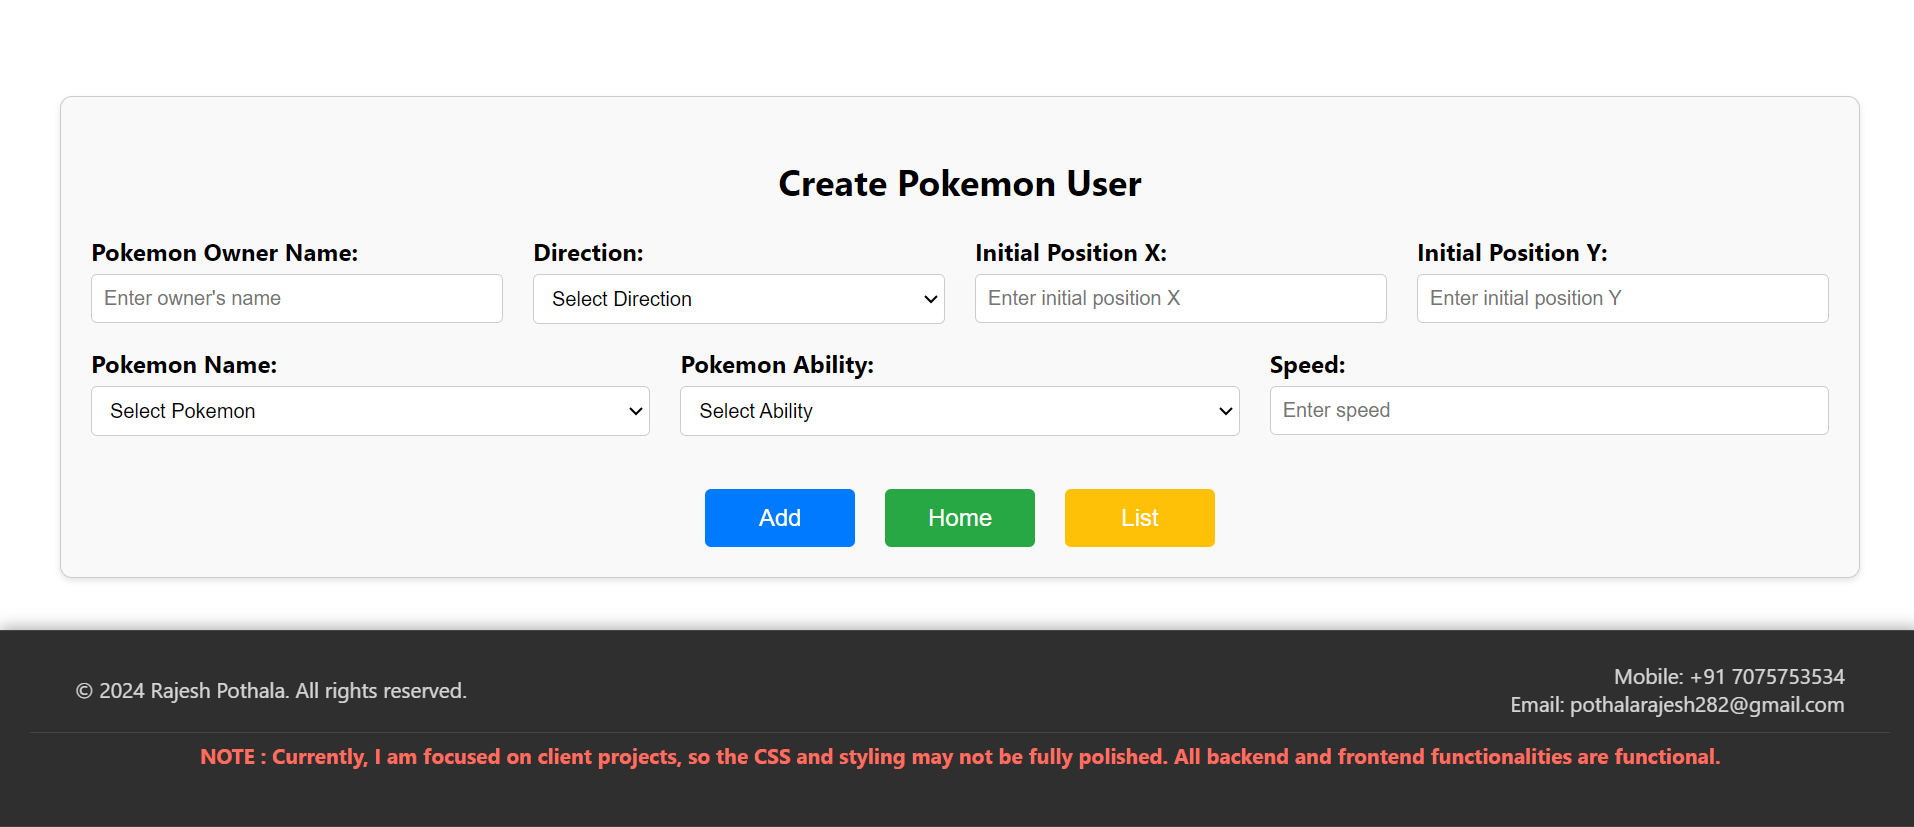 Create Pokemon User
Pokemon Owner Name: Direction: Initial Position X: Initial Position Y:
Enter owner's name Select Direction Enter initial position X Enter initial position Y
Pokemon Name: Pokemon Ability: Speed:
Select Pokemon Select Ability Enter speed
Add Home List
© 2024 Rajesh Pothala. All rights reserved.
Mobile: +91 7075753534
Email: pothalarajesh282@gmail.com
NOTE : Currently, I am focused on client projects, so the CSS and styling may not be fully polished. All backend and frontend functionalities are functional.